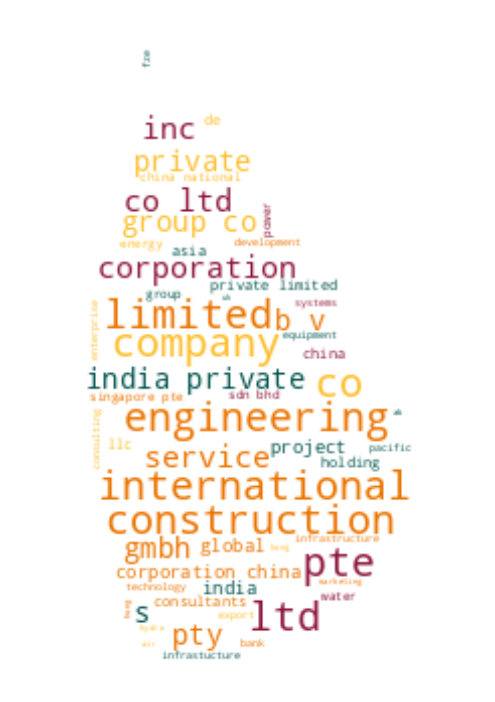 fze
inc de
private
china national
co ltd
group co power
energy development
asia
corporation
private limited
group
systems
limited b v
enterprise
equipment
company
china
india private co
singapore pte sdn bhd
engineering
consulting
llc project pacific
service holding
international
construction
infrastructure
gmbh global
pte
corporation china
marketing
technology india
water
consultants
s ltd
export
hydro
pty
bank
air
infrastucture